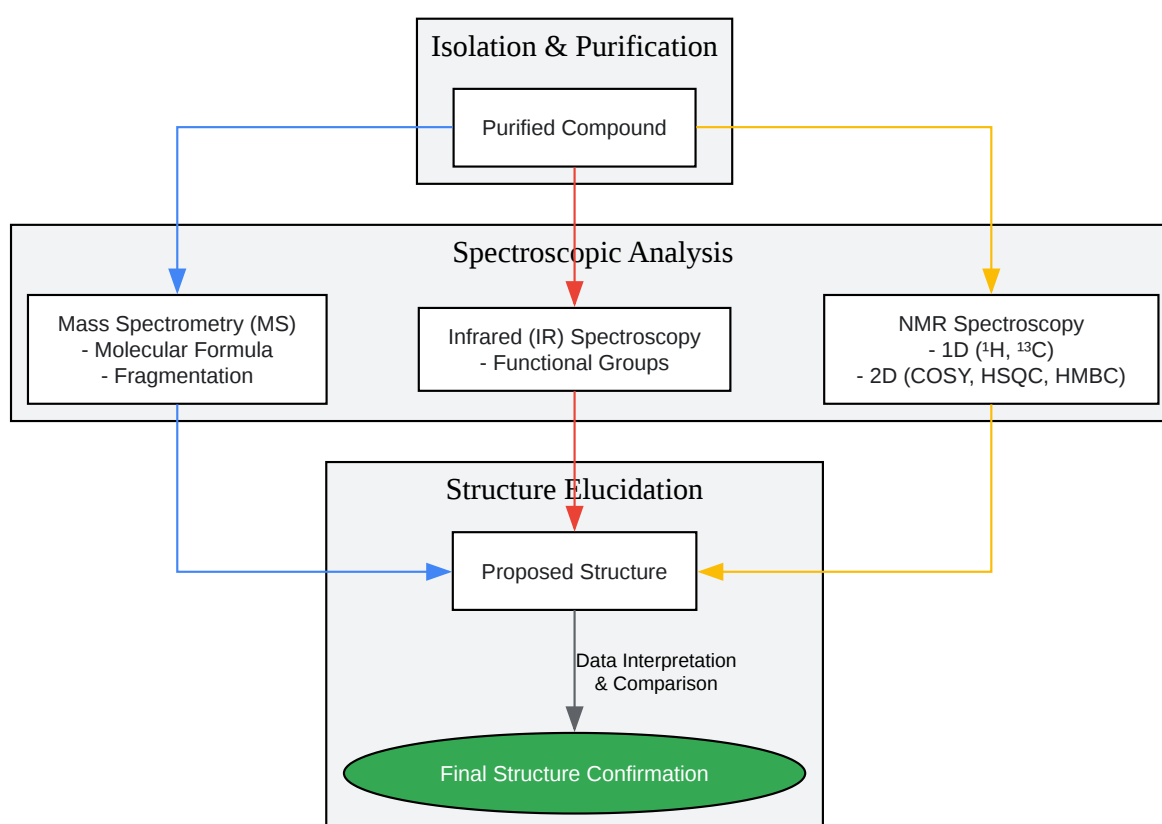 Isolation & Purification
Purified Compound
Spectroscopic Analysis
Mass Spectrometry (MS)
- Molecular Formula
- Fragmentation
Infrared (IR) Spectroscopy
- Functional Groups
NMR Spectroscopy
- 1D (¹H, ¹³C)
- 2D (COSY, HSQC, HMBC)
Structure Elucidation
Proposed Structure
Data Interpretation
& Comparison
Final Structure Confirmation